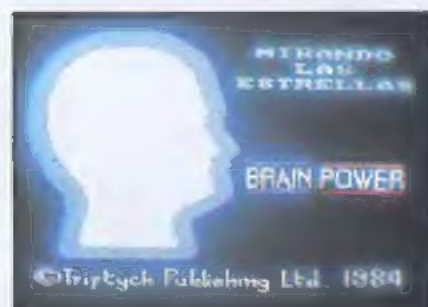 MIRANDO
LAS
ESTRELLAS
BRAIN POWER
©Triptych Publishing Ltd. 1984